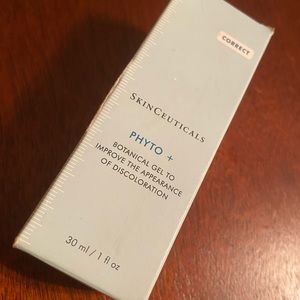 CORRECT
SKINCEUTICALS
PHYTO +
BOTANICAL GEL TO
IMPROVE THE APPEARANCE
OF DISCOLORATION
30 ml / 1 fl oz